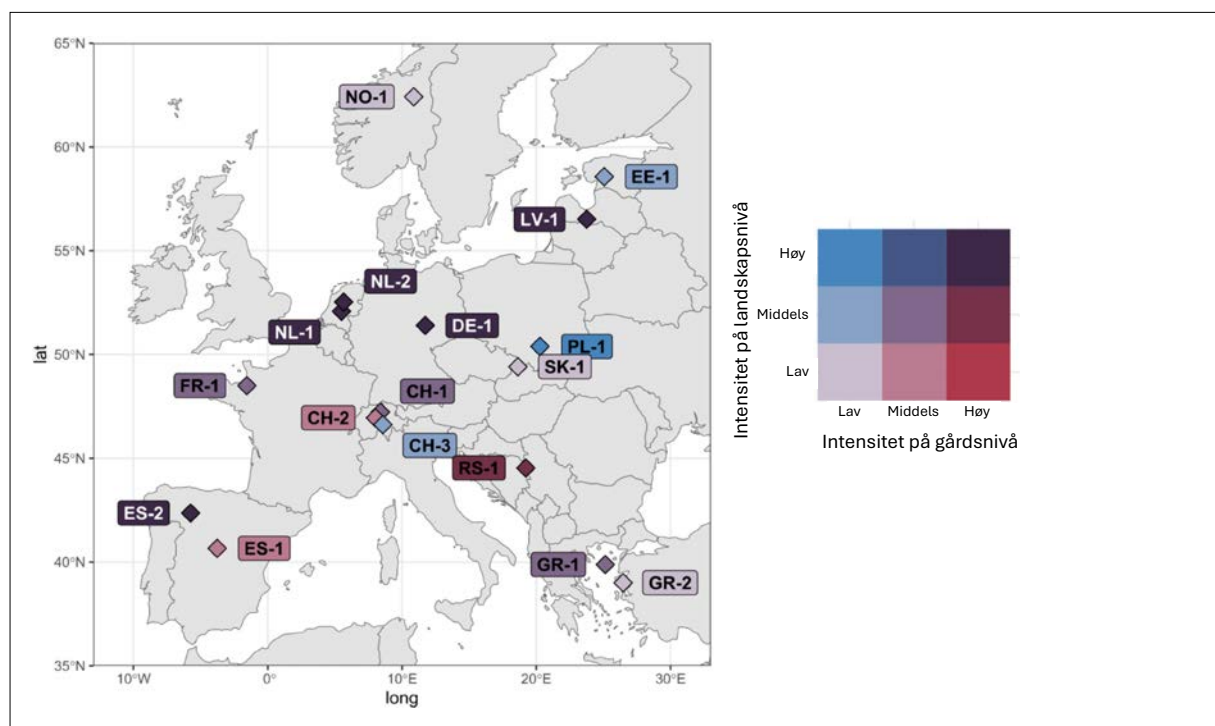 65°N
NO-1
60°N
EE-1
LV-1
55°N
NL-2
NL-1
DE-1
50°N
PL-1
SK-1
FR-1
CH-1
CH-2
CH-3
45°N
RS-1
ES-2
ES-1
40°N
GR-1
GR-2
35°N
10°W
0°
10°E
20°E
30°E
long
lat
Intensitet på landskapsnivå
Høy
Middels
Lav
Lav
Middels
Høy
Intensitet på gårdsnivå